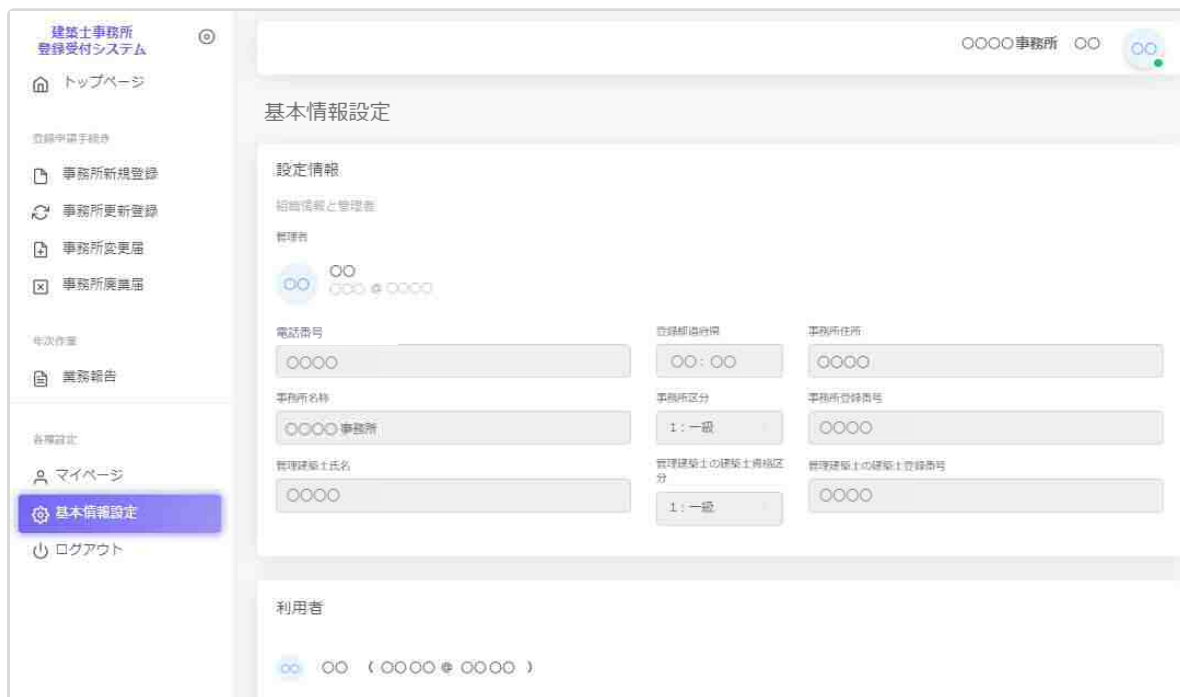 建築士事務所
登録受付システム
トップページ
登録申請手続き
事務所新規登録
事務所更新登録
事務所変更届
事務所廃業届
年次作業
業務報告
各種設定
マイページ
基本情報設定
ログアウト
○○○○事務所 ○○
○○
基本情報設定
設定情報
組織情報と管理者
管理者
○○
○○
○○○@○○○○
電話番号
登録都道府県
事務所住所
○○○○
○○:○○
○○○○
事務所名称
事務所区分
事務所登録番号
○○○○事務所
1:一級
○○○○
管理建築士氏名
管理建築士の建築士資格区
分
管理建築士の建築士登録番号
○○○○
1:一級
○○○○
利用者
○○ ○○ (○○○○@○○○○)